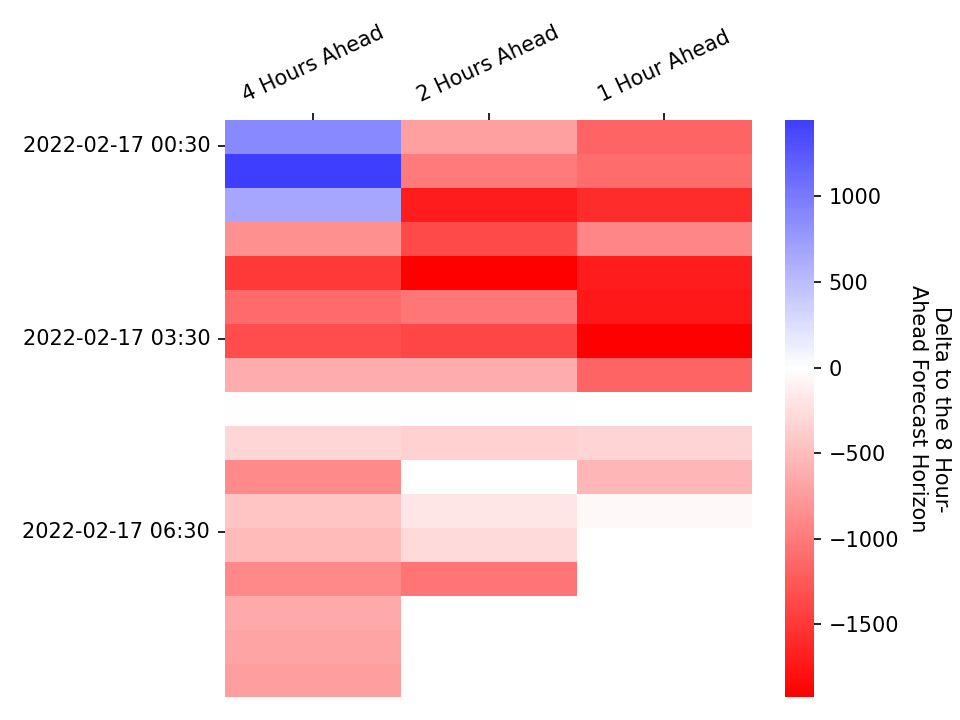 4 Hours Ahead
2 Hours Ahead
1 Hour Ahead
2022-02-17 00:30
2022-02-17 03:30
2022-02-17 06:30
1000
500
0
−500
−1000
−1500
Delta to the 8 Hour-
Ahead Forecast Horizon